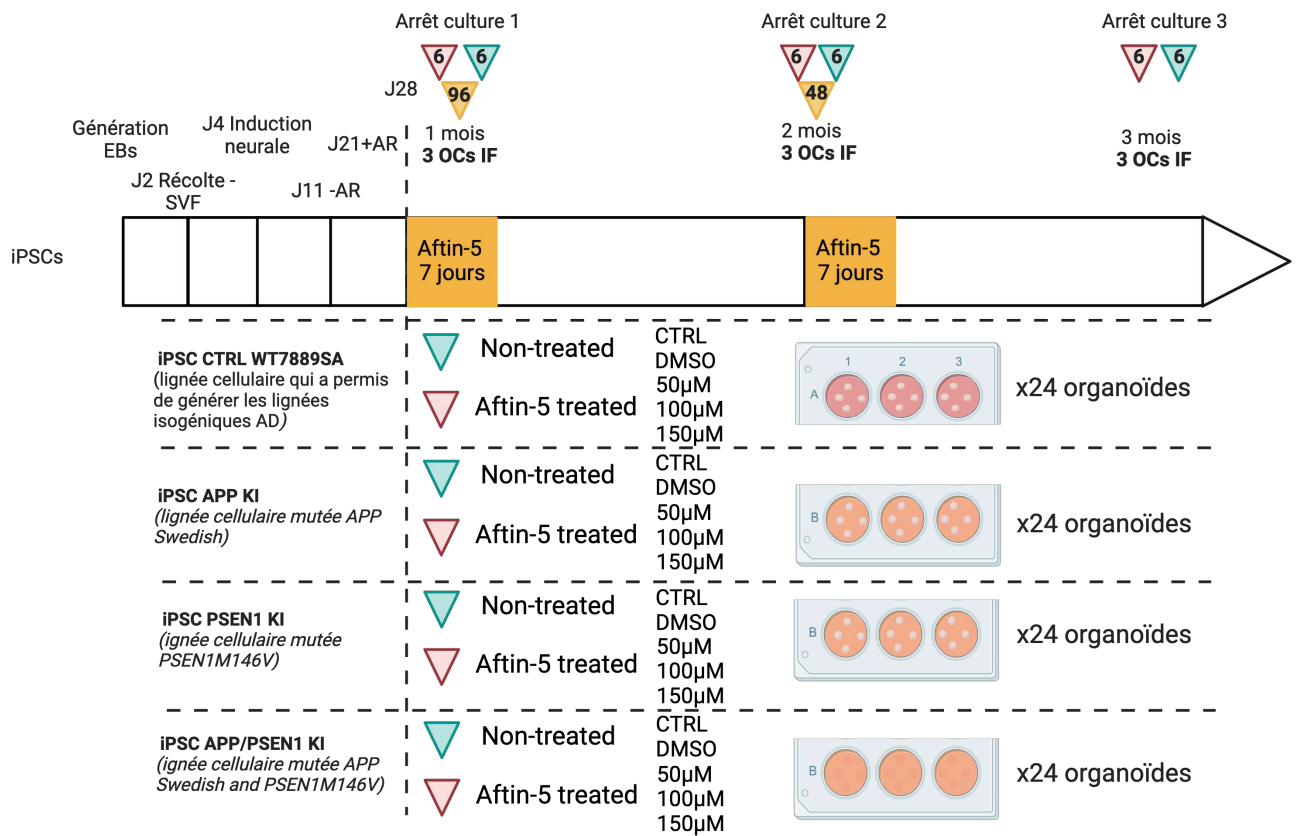 Arrêt culture 1
Arrêt culture 2
Arrêt culture 3
6 6
96
6 6
48
6 6
J28
1 mois
3 OCs IF
2 mois
3 OCs IF
3 mois
3 OCs IF
Génération
EBs
J4 Induction
neurale
J21+AR
J2 Récolte -
SVF
J11 -AR
iPSCs
Aftin-5
7 jours
Aftin-5
7 jours
iPSC CTRL WT7889SA
(lignée cellulaire qui a permis
de générer les lignées
isogéniques AD)
Non-treated
Aftin-5 treated
CTRL
DMSO
50µM
100µM
150µM
1 2 3
A
x24 organoïdes
iPSC APP KI
(lignée cellulaire mutée APP
Swedish)
Non-treated
Aftin-5 treated
CTRL
DMSO
50µM
100µM
150µM
B
x24 organoïdes
iPSC PSEN1 KI
(ignée cellulaire mutée
PSEN1M146V)
Non-treated
Aftin-5 treated
CTRL
DMSO
50µM
100µM
150µM
B
x24 organoïdes
iPSC APP/PSEN1 KI
(ignée cellulaire mutée APP
Swedish and PSEN1M146V)
Non-treated
Aftin-5 treated
CTRL
DMSO
50µM
100µM
150µM
B
x24 organoïdes